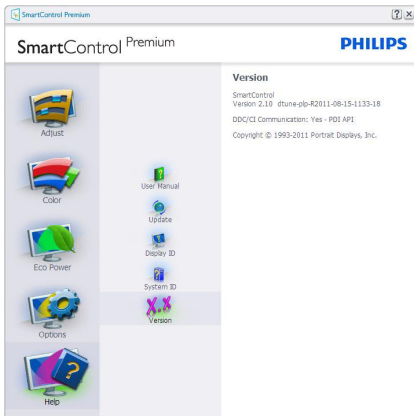 SmartControl Premium
SmartControl Premium
PHILIPS
Adjust
Color
Eco Power
Options
Help
User Manual
Update
Display ID
System ID
X.X
Version
Version
SmartControl
Version 2.10 dtune-plp-R2011-08-15-1133-18
DDC/CI Communication: Yes - PDI API
Copyright © 1993-2011 Portrait Displays, Inc.